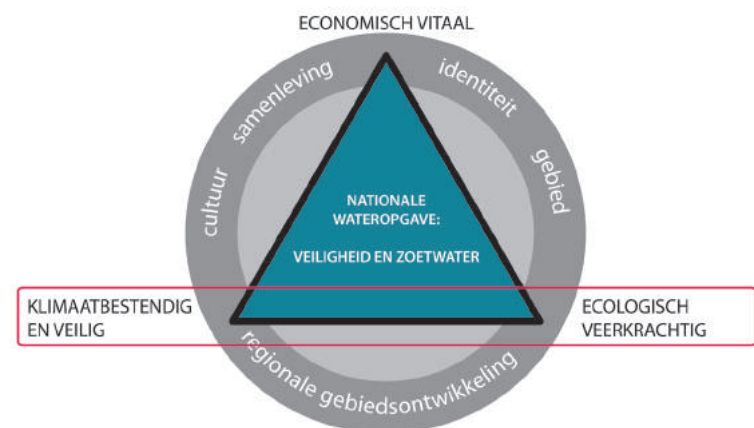 ECONOMISCH VITAAL
cultuur
samenleving
identiteit
gebied
NATIONALE
WATEROPGAVE:
VEILIGHEID EN ZOETWATER
KLIMAATBESTENDIG
EN VEILIG
ECOLOGISCH
VEERKRACHTIG
regionale gebiedsontwikkeling